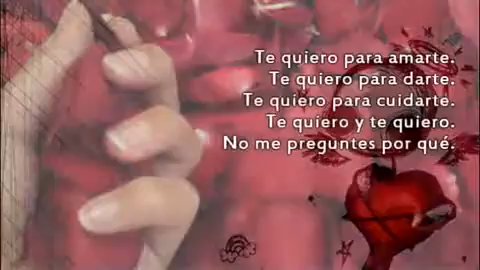 Te quiero para amarte.
Te quiero para darte.
Te quiero para cuidarte.
Te quiero y te quiero.
No me preguntes por qué.